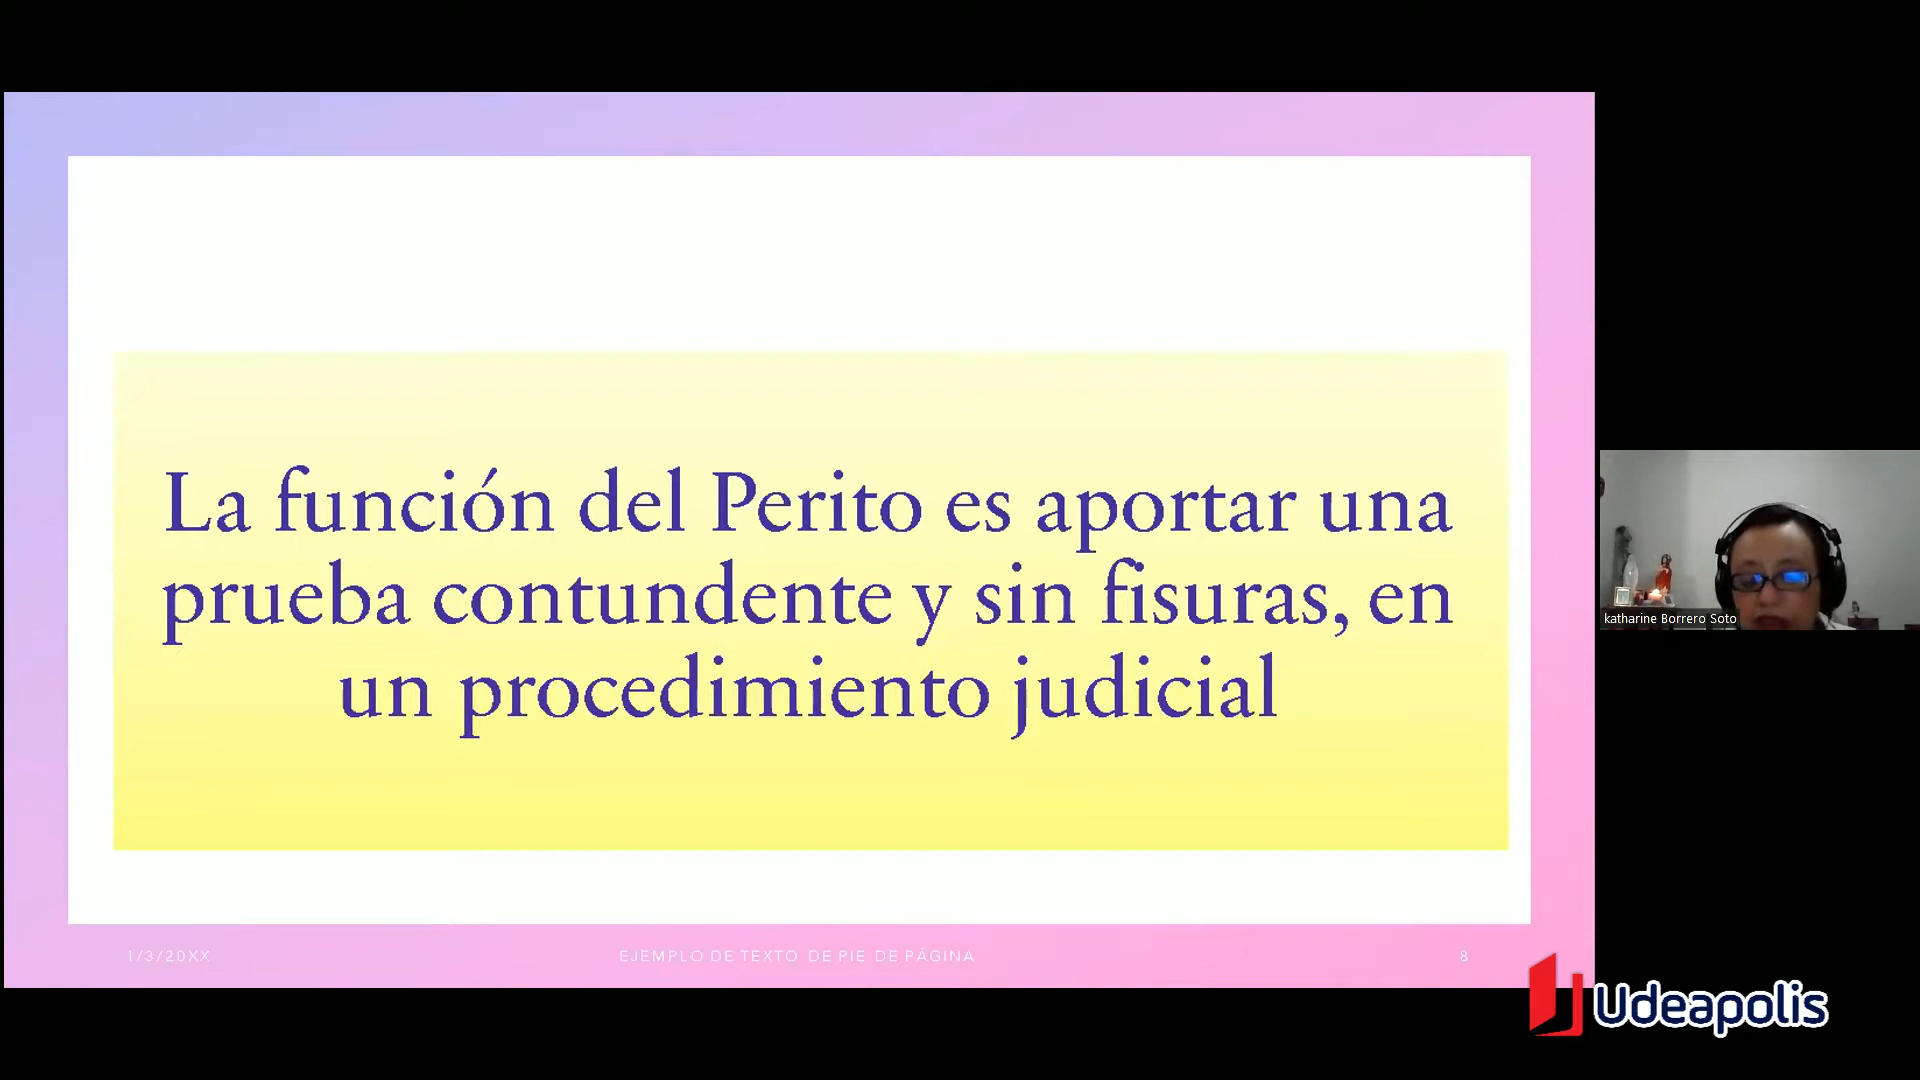 La función del Perito es aportar una
prueba contundente y sin fisuras, en
un procedimiento judicial
katharine Borrero Soto
1/3/20XX
EJEMPLO DE TEXTO DE PIE DE PÁGINA
8
Udeapolis